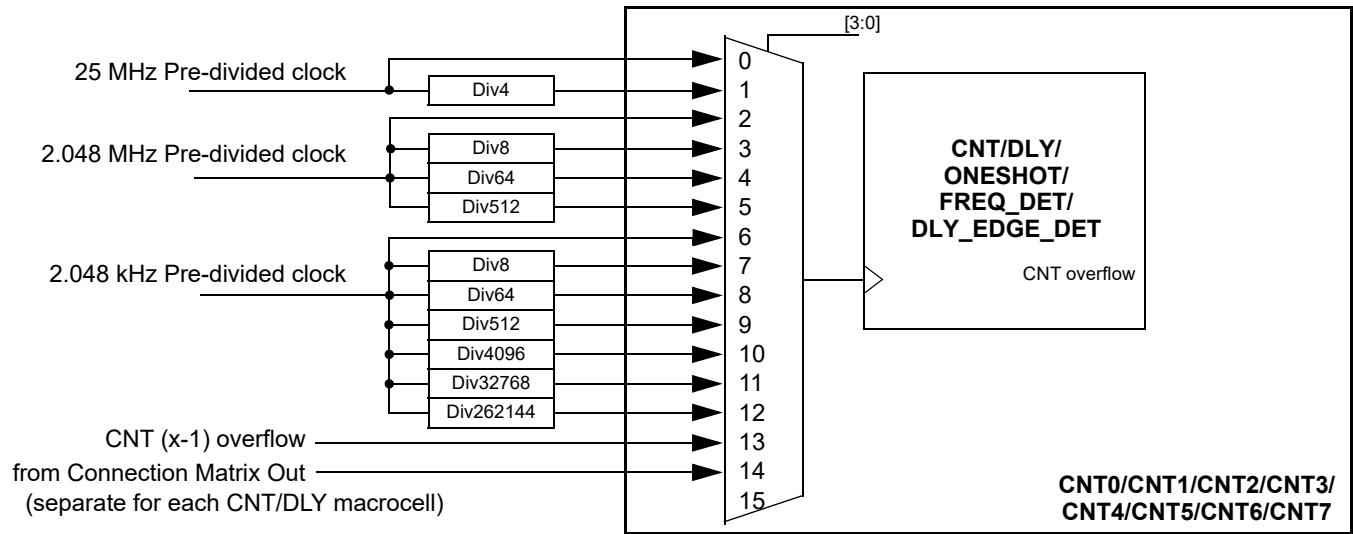 [3:0]
25 MHz Pre-divided clock
Div4
2.048 MHz Pre-divided clock
Div8
Div64
Div512
2.048 kHz Pre-divided clock
Div8
Div64
Div512
Div4096
Div32768
Div262144
CNT (x-1) overflow
from Connection Matrix Out
(separate for each CNT/DLY macrocell)
0
1
2
3
4
5
6
7
8
9
10
11
12
13
14
15
CNT/DLY/
ONESHOT/
FREQ_DET/
DLY_EDGE_DET
CNT overflow
CNT0/CNT1/CNT2/CNT3/
CNT4/CNT5/CNT6/CNT7